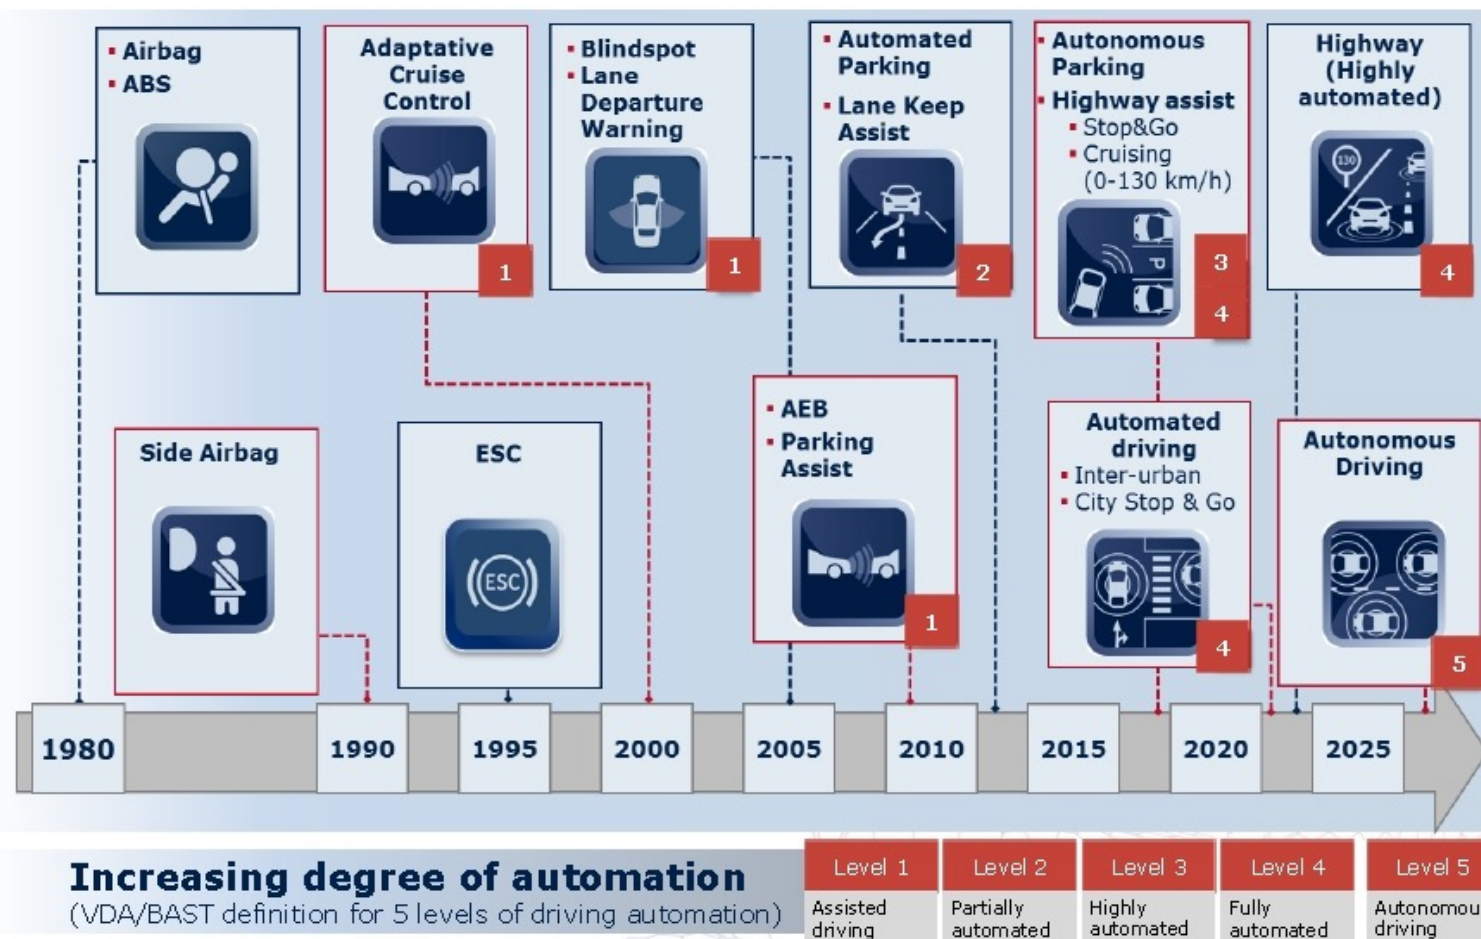 Airbag
ABS
Adaptative
Cruise
Control
1
Blindspot
Lane
Departure
Warning
1
Automated
Parking
Lane Keep
Assist
2
Autonomous
Parking
Highway assist
Stop&Go
Cruising
(0-130 km/h)
P
3
4
Highway
(Highly
automated)
130
4
Side Airbag
ESC
ESC
AEB
Parking
Assist
1
Automated
driving
Inter-urban
City Stop & Go
4
Autonomous
Driving
5
1980
1990
1995
2000
2005
2010
2015
2020
2025
Increasing degree of automation
(VDA/BAST definition for 5 levels of driving automation)
Level 1
Assisted
driving
Level 2
Partially
automated
Level 3
Highly
automated
Level 4
Fully
automated
Level 5
Autonomou
driving